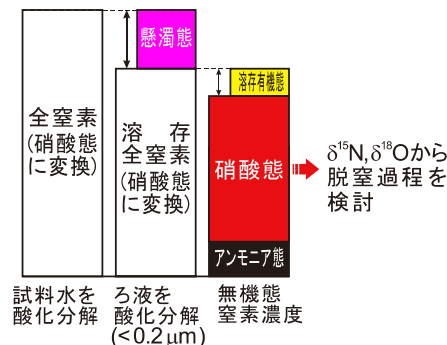 懸濁態
全窒素
(硝酸態
に変換)
溶存
全窒素
(硝酸態
に変換)
溶存有機態
硝酸態
アンモニア態
δ¹⁵N,δ¹⁸Oから
脱窒過程を
検討
試料水を
酸化分解
ろ液を
酸化分解
(<0.2μm)
無機態
窒素濃度